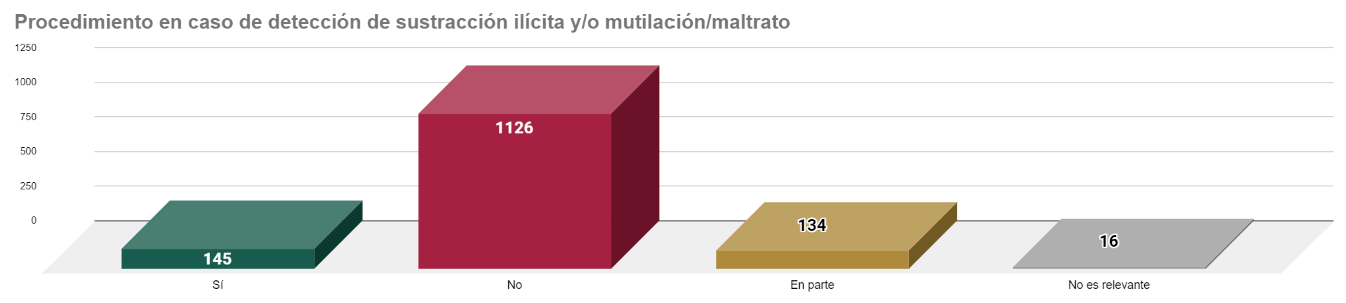 Procedimiento en caso de detección de sustracción ilícita y/o mutilación/maltrato
1250
1000
750
500
250
0
145
1126
134
16
Sí
No
En parte
No es relevante